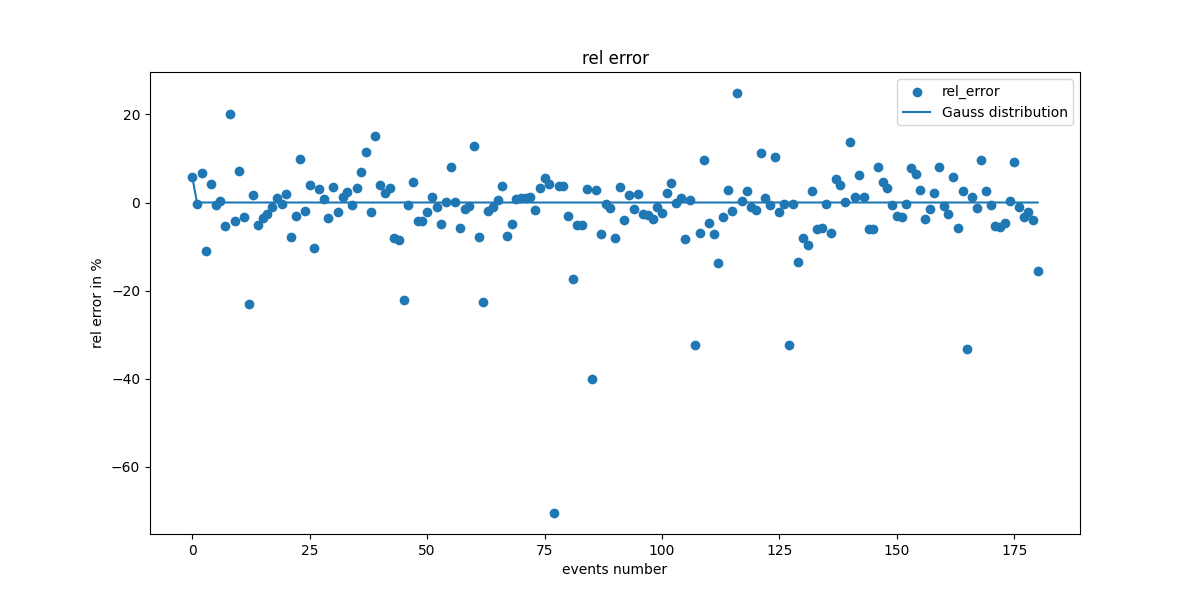 rel error
rel_error
Gauss distribution
20
0
−20
−40
−60
rel error in %
0
25
50
75
100
125
150
175
events number